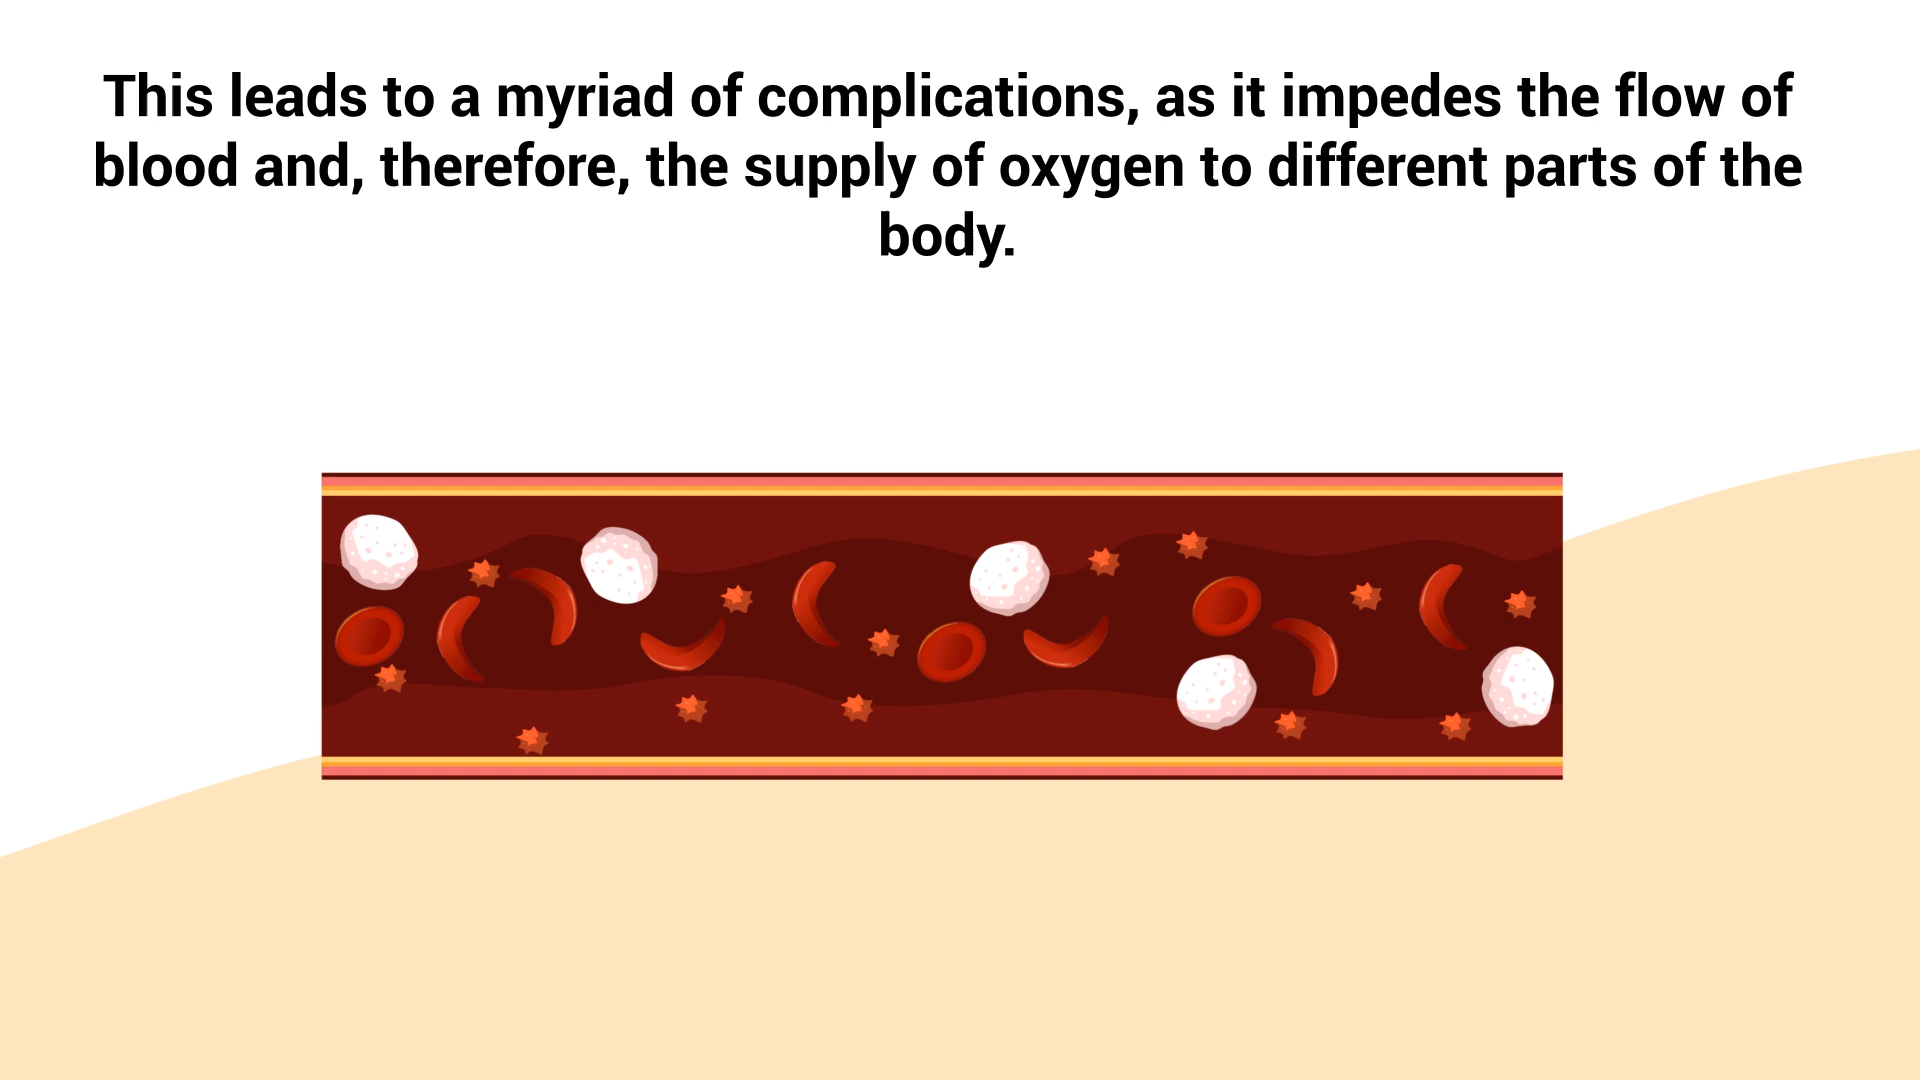 This leads to a myriad of complications, as it impedes the flow of
blood and, therefore, the supply of oxygen to different parts of the
body.